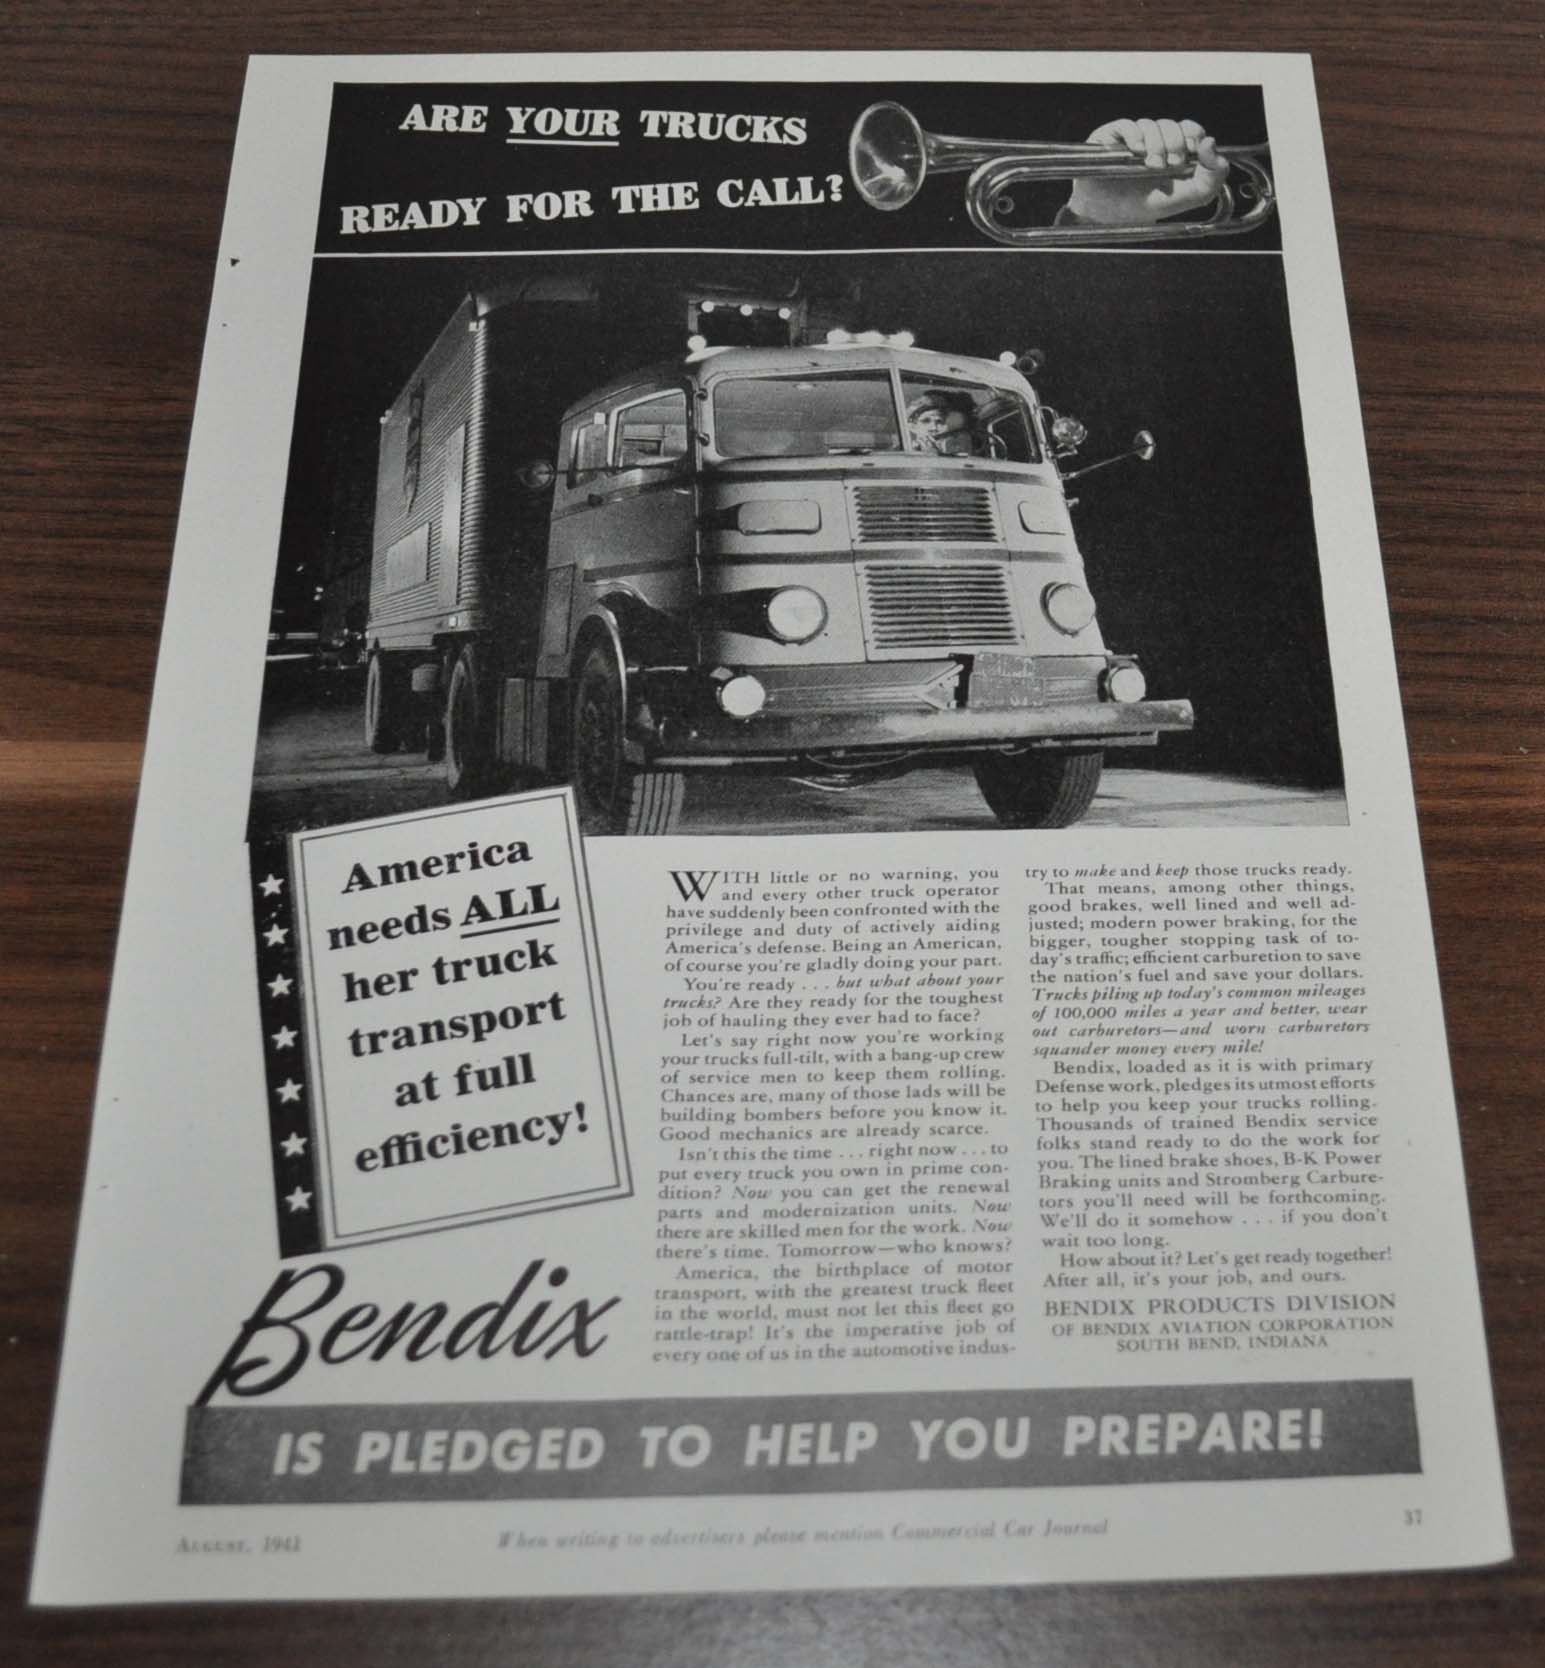 ARE YOUR TRUCKS
READY FOR THE CALL?
America
needs ALL
her truck
transport
at full
efficiency!
WITH little or no warning, you
and every other truck operator
have suddenly been confronted with the
privilege and duty of actively aiding
America's defense. Being an American,
of course you're gladly doing your part.
You're ready . . . but what about your
trucks? Are they ready for the toughest
job of hauling they ever had to face?
Let's say right now you're working
your trucks full-tilt, with a bang-up crew
of service men to keep them rolling.
Chances are, many of those lads will be
building bombers before you know it.
Good mechanics are already scarce.
Isn't this the time . . . right now . . . to
put every truck you own in prime con-
dition? Now you can get the renewal
parts and modernization units. Now
there are skilled men for the work. Now
there's time. Tomorrow—who knows?
America, the birthplace of motor
transport, with the greatest truck fleet
in the world, must not let this fleet go
rattle-trap! It's the imperative job of
every one of us in the automotive indus-
try to make and keep those trucks ready.
That means, among other things,
good brakes, well lined and well ad-
justed; modern power braking, for the
bigger, tougher stopping task of to-
day's traffic; efficient carburetion to save
the nation's fuel and save your dollars.
Trucks piling up today's common mileages
of 100,000 miles a year and better, wear
out carburetors—and worn carburetors
squander money every mile!
Bendix, loaded as it is with primary
Defense work, pledges its utmost efforts
to help you keep your trucks rolling.
Thousands of trained Bendix service
folks stand ready to do the work for
you. The lined brake shoes, B-K Power
Braking units and Stromberg Carbure-
tors you'll need will be forthcoming.
We'll do it somehow . . . if you don't
wait too long.
How about it? Let's get ready together!
After all, it's your job, and ours.
BENDIX PRODUCTS DIVISION
OF BENDIX AVIATION CORPORATION
SOUTH BEND, INDIANA
Bendix
IS PLEDGED TO HELP YOU PREPARE!
AUGUST, 1941
When writing to advertisers please mention Commercial Car Journal
37